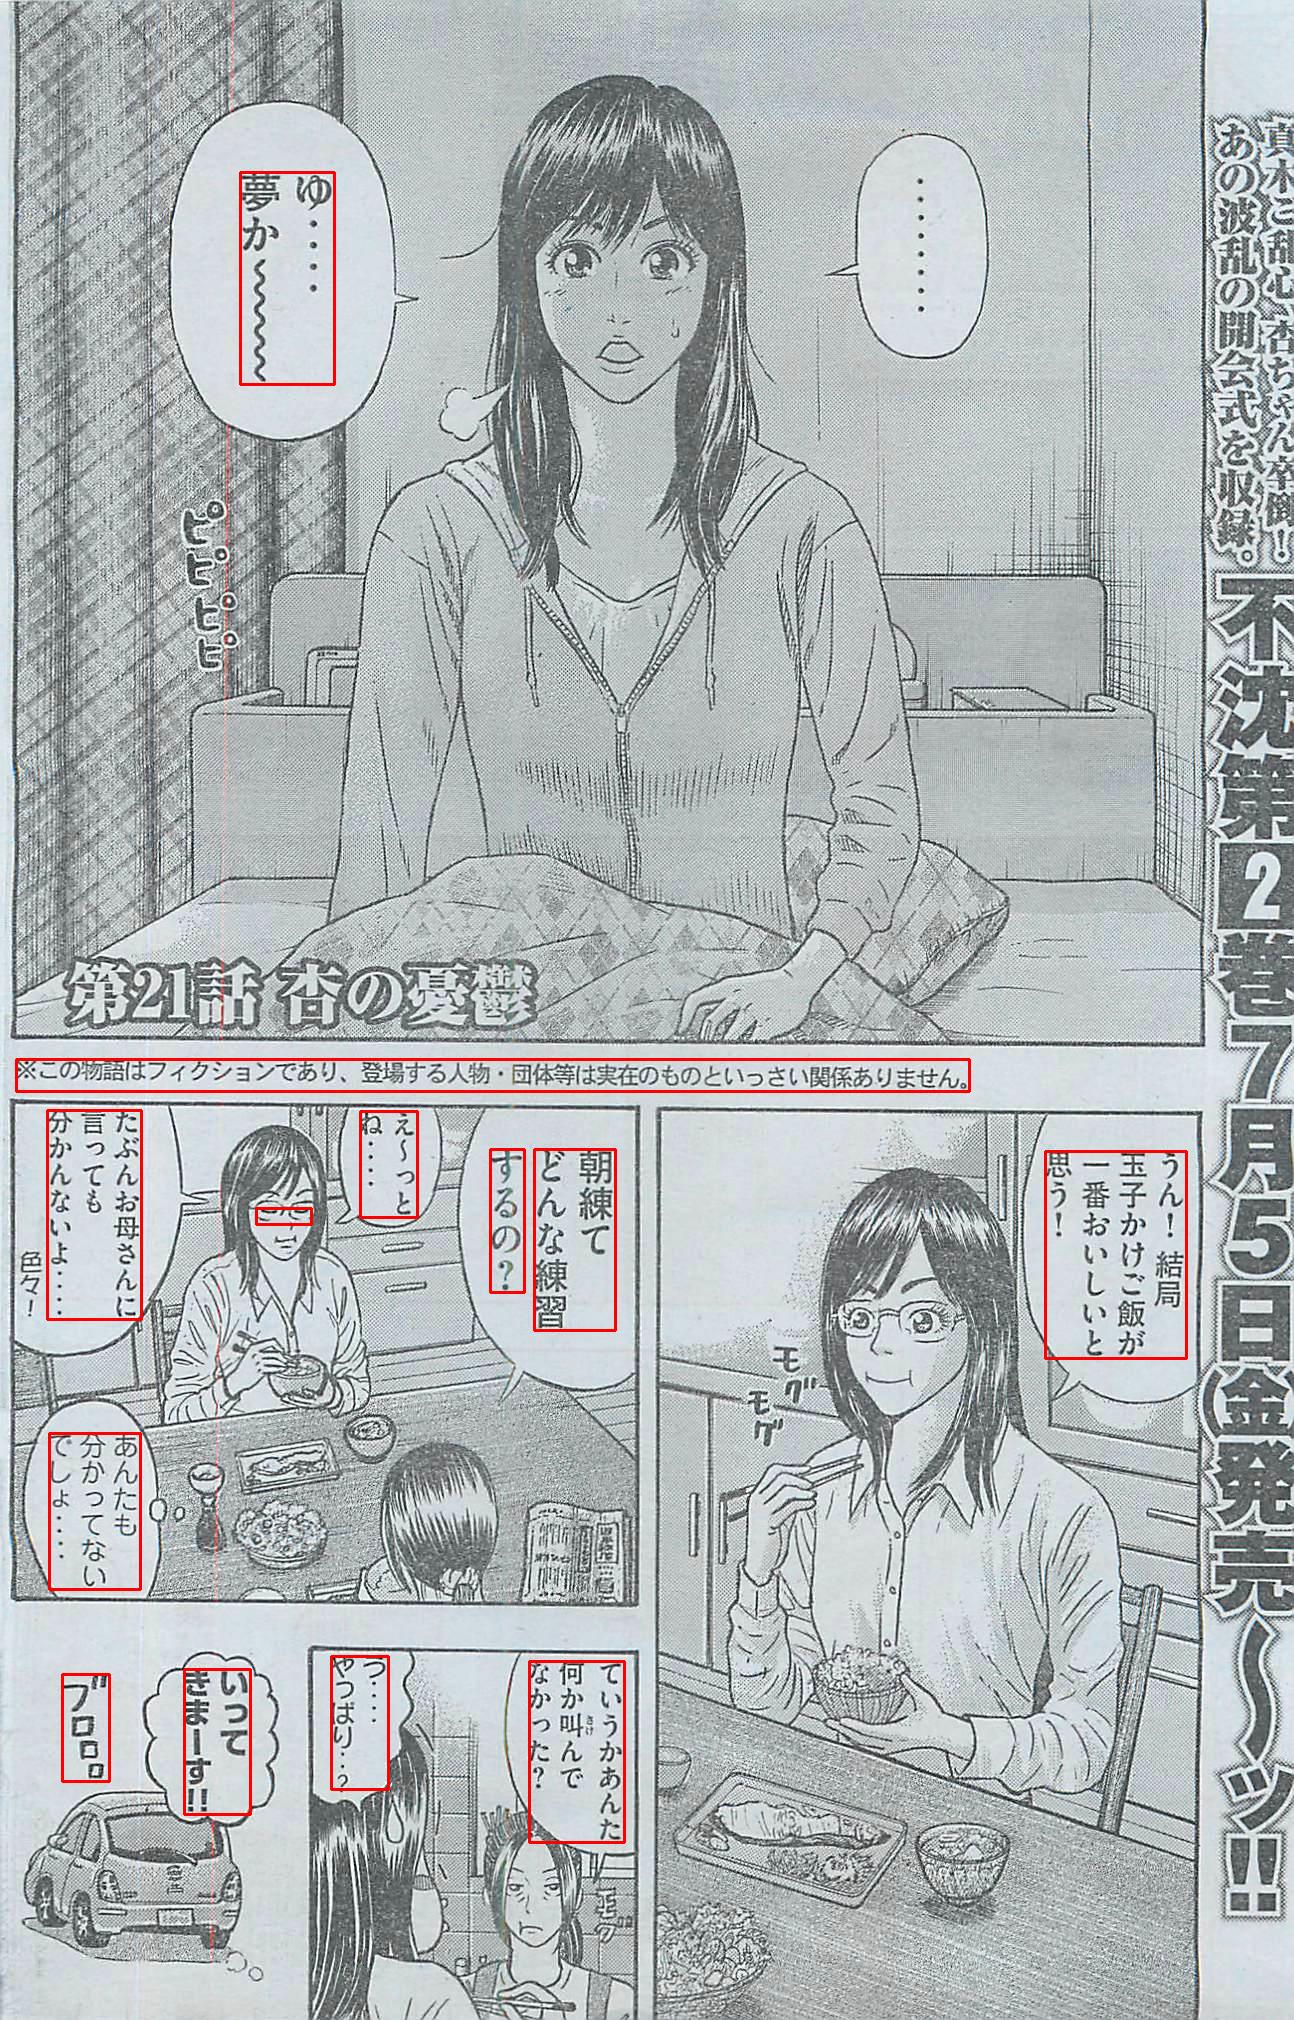 真木ご乱心、杏ちゃん卒倒！
あの波乱の開会式を収録。
不沈第2巻7月5日(金)発売〜ッ!!
‥‥‥‥
ゆ‥‥‥
夢か〜〜〜
ピピピピ
第21話 杏の憂鬱
※この物語はフィクションであり、登場する人物・団体等は実在のものといっさい関係ありません。
うん！ 結局
玉子かけご飯が
一番おいしいと
思う！
モグ
モグ
朝練て
どんな練習
するの？
え〜っと
ね‥‥
たぶんお母さんに
言っても
分かんないよ‥‥
色々！
あんたも
分かってない
でしょ‥‥
ていうかあんた
何か叫んで
なかった？
さけ
モグ
つ‥‥
やっぱり‥？
いって
きまーす!!
ブロロロ